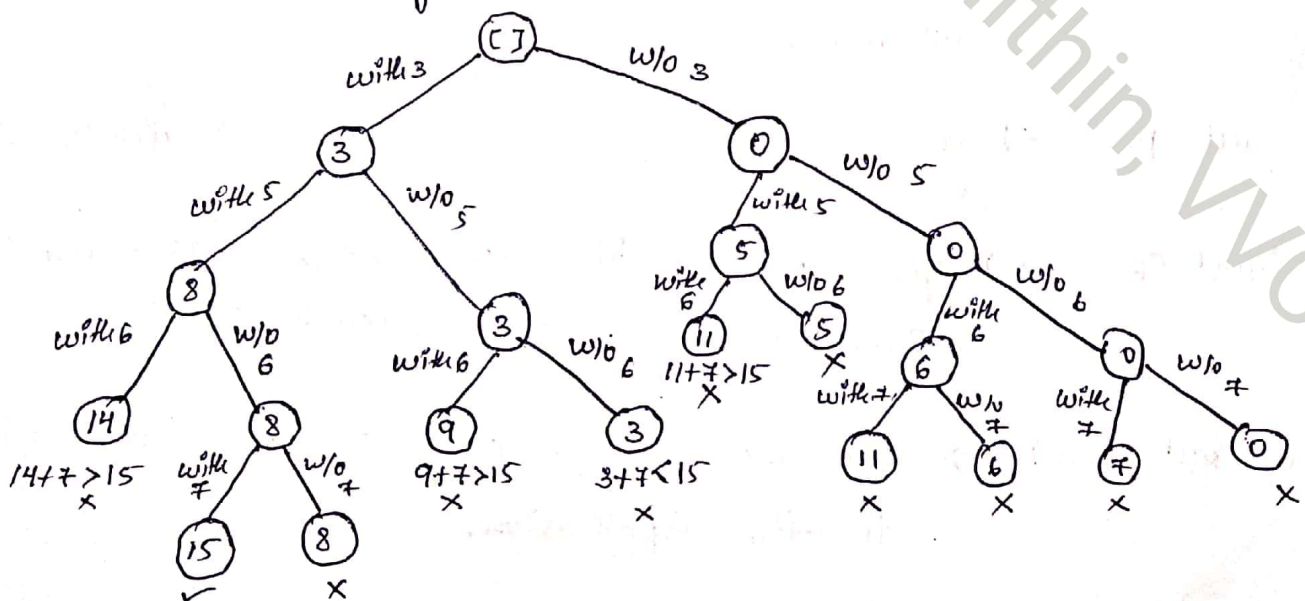 [ ]
with 3
w/o 3
3
0
with 5
w/o 5
with 5
w/o 5
8
3
5
0
with 6
w/o 6
with 6
w/o 6
with 6
w/o 6
with 6
w/o 6
14
8
9
3
11
5
6
0
14+7>15
x
with 7
w/o 7
9+7>15
x
3+7<15
x
11+7>15
x
x
with 7
w/o 7
with 7
w/o 7
15
8
x
11
6
7
0
x
x
x
x
ithin, VVC